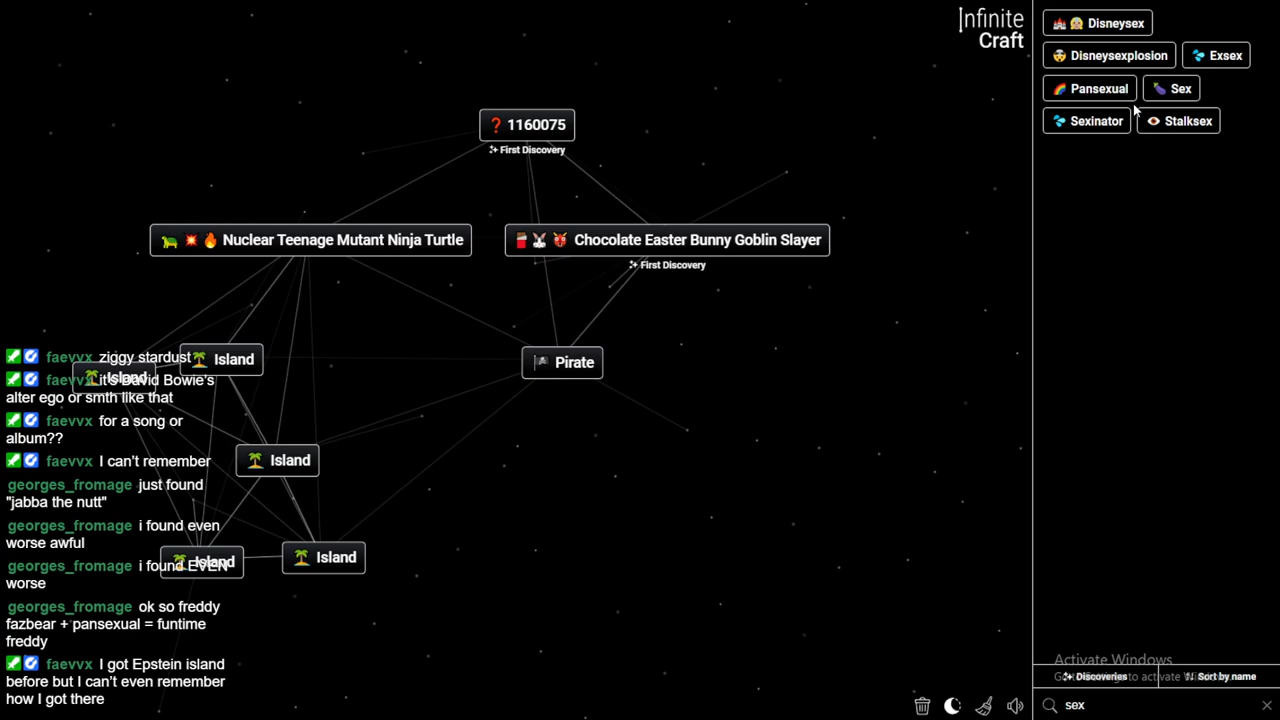 Infinite
Craft
Disneysex
Disneysexplosion
Exsex
Pansexual
Sex
Sexinator
Stalksex
1160075
First Discovery
Nuclear Teenage Mutant Ninja Turtle
Chocolate Easter Bunny Goblin Slayer
First Discovery
Island
Island
Pirate
Island
Island
Island
faevvx ziggy stardust
faevvx it's David Bowie's
alter ego or smth like that
faevvx for a song or
album??
faevvx I can't remember
georges_fromage just found
"jabba the nutt"
georges_fromage i found even
worse awful
georges_fromage i found EVEN
worse
georges_fromage ok so freddy
fazbear + pansexual = funtime
freddy
faevvx I got Epstein island
before but I can't even remember
how I got there
Activate Windows
Discoveries
Sort by name
sex